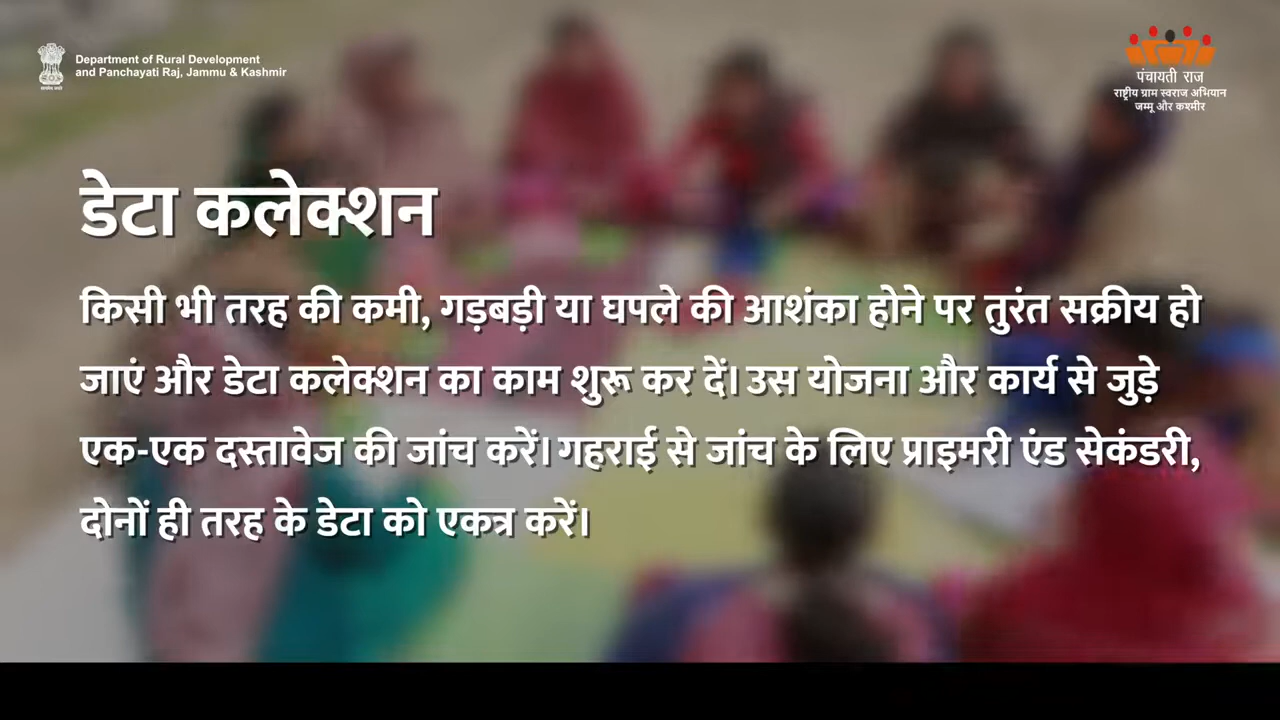 Department of Rural Development
and Panchayati Raj, Jammu & Kashmir
पंचायती राज
राष्ट्रीय ग्राम स्वराज अभियान
जम्मू और कश्मीर
डेटा कलेक्शन
किसी भी तरह की कमी, गड़बड़ी या घपले की आशंका होने पर तुरंत सक्रीय हो
जाएं और डेटा कलेक्शन का काम शुरू कर दें। उस योजना और कार्य से जुड़े
एक-एक दस्तावेज की जांच करें। गहराई से जांच के लिए प्राइमरी एंड सेकंडरी,
दोनों ही तरह के डेटा को एकत्र करें।